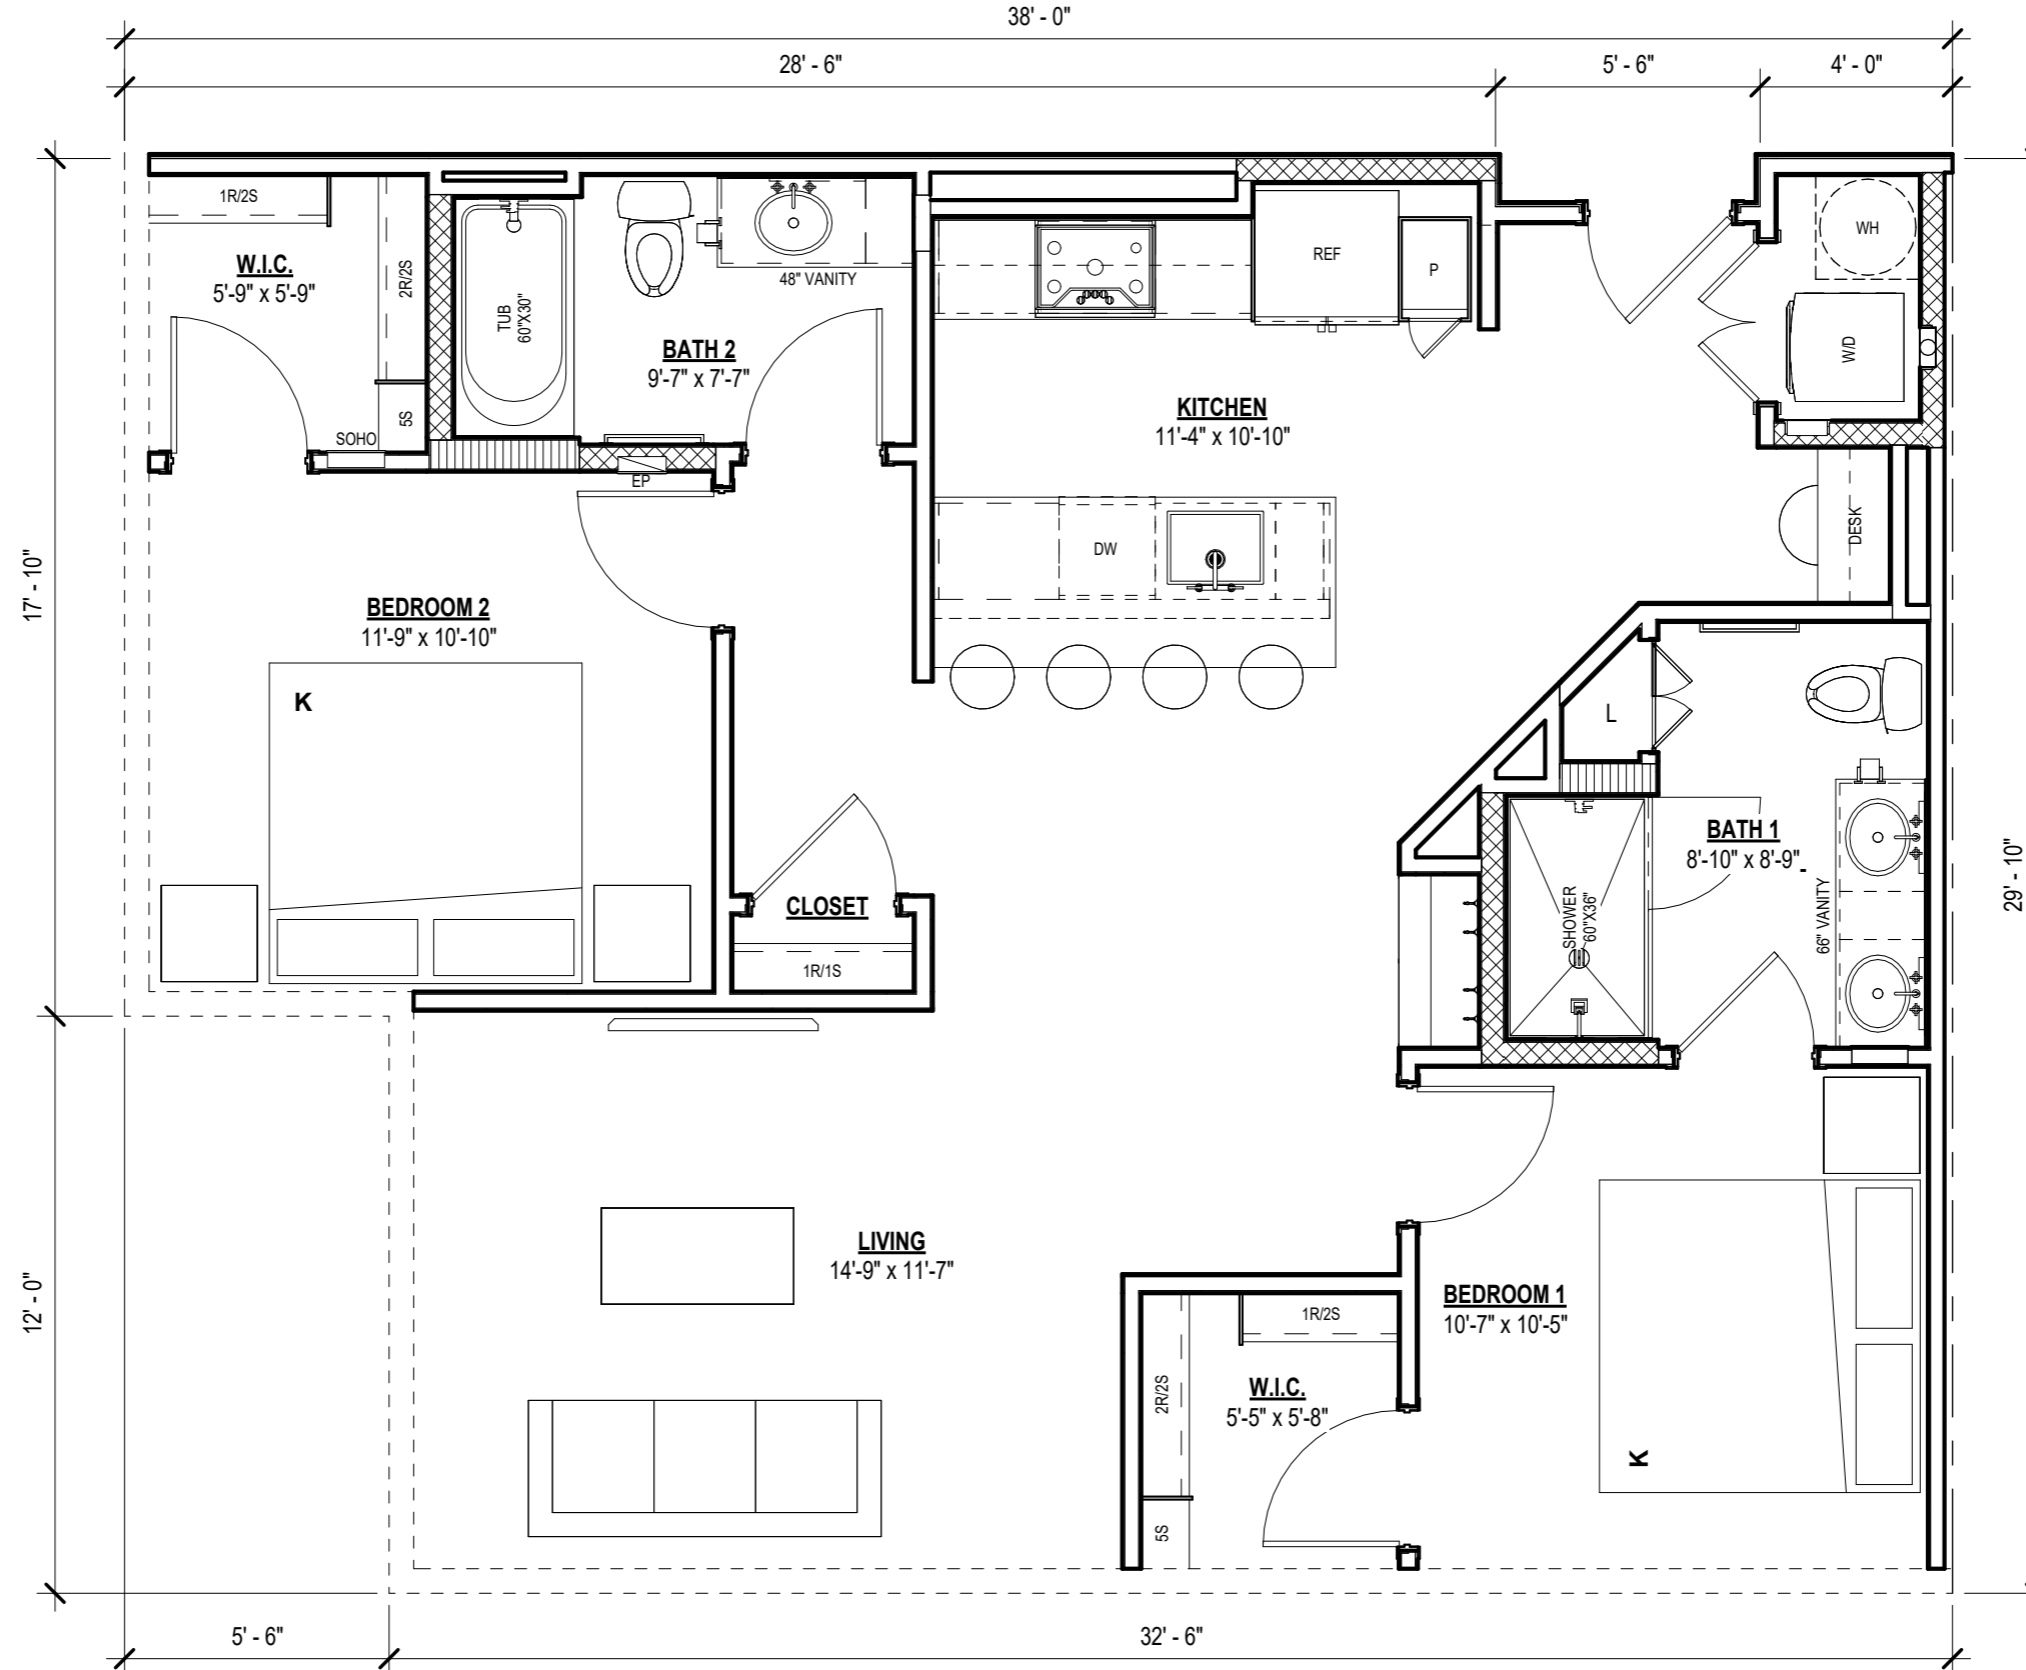 38' - 0"
28' - 6"
5' - 6"
4' - 0"
1R/2S
W.I.C.
5'-9" x 5'-9"
2R/2S
5S
SOHO
TUB
60"X30"
48" VANITY
BATH 2
9'-7" x 7'-7"
EP
REF
P
KITCHEN
11'-4" x 10'-10"
WH
W/D
DESK
DW
17' - 10"
BEDROOM 2
11'-9" x 10'-10"
K
L
BATH 1
8'-10" x 8'-9"
SHOWER
60"X36"
66" VANITY
29' - 10"
CLOSET
1R/1S
12' - 0"
LIVING
14'-9" x 11'-7"
BEDROOM 1
10'-7" x 10'-5"
1R/2S
2R/2S
W.I.C.
5'-5" x 5'-8"
K
5S
5' - 6"
32' - 6"